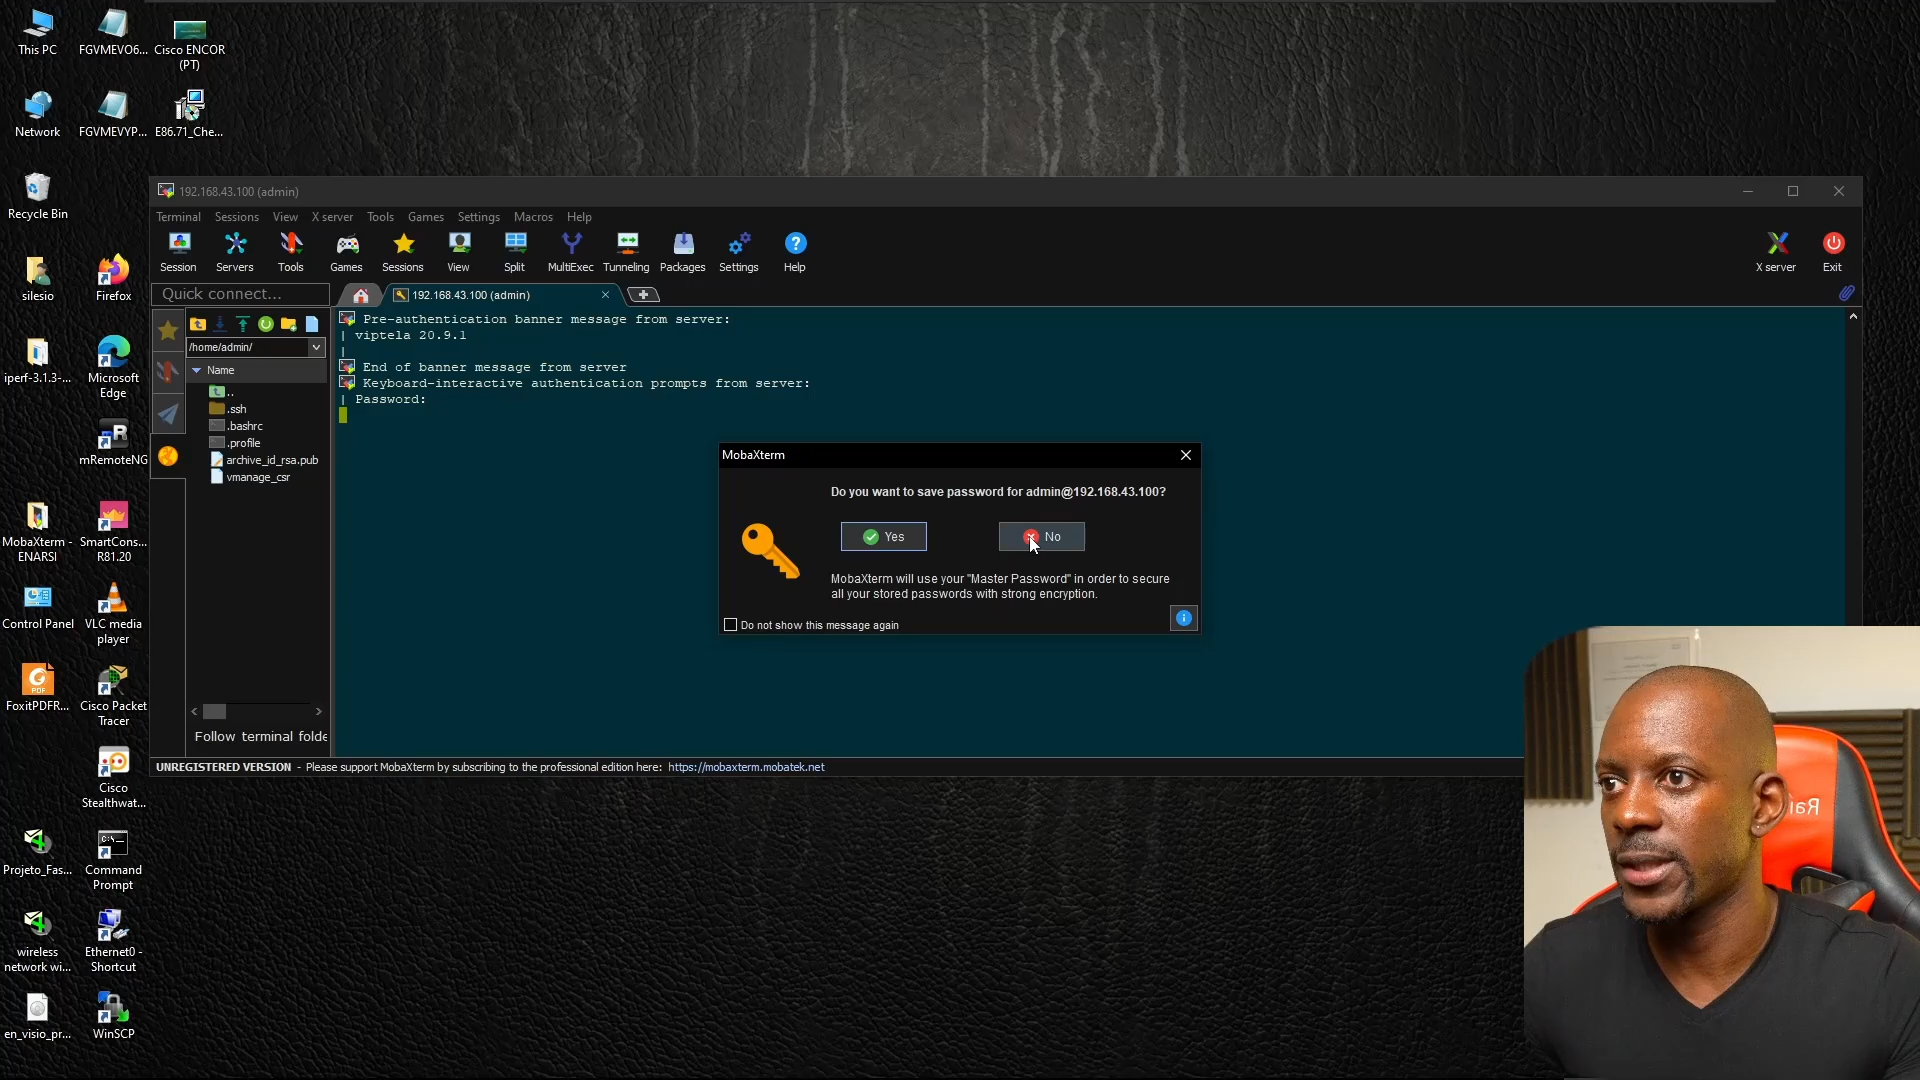 This PC
FGVMEVO6...
Cisco ENCOR
(PT)
Network
FGVMEVYP...
E86.71_Che...
Recycle Bin
silesio
Firefox
iperf-3.1.3-...
Microsoft
Edge
mRemoteNG
MobaXterm -
ENARSI
SmartCons...
R81.20
Control Panel
VLC media
player
FoxitPDFR...
Cisco Packet
Tracer
Cisco
Stealthwat...
Projeto_Fas...
Command
Prompt
wireless
network wi...
Ethernet0 -
Shortcut
en_visio_pr...
WinSCP
192.168.43.100 (admin)
Terminal Sessions View X server Tools Games Settings Macros Help
Session Servers Tools Games Sessions View Split MultiExec Tunneling Packages Settings Help X server Exit
Quick connect...
192.168.43.100 (admin)
/home/admin/
Name
..
.ssh
.bashrc
.profile
archive_id_rsa.pub
vmanage_csr
Follow terminal folde
Pre-authentication banner message from server:
| viptela 20.9.1
|
End of banner message from server
Keyboard-interactive authentication prompts from server:
| Password:
MobaXterm
Do you want to save password for admin@192.168.43.100?
Yes
No
MobaXterm will use your "Master Password" in order to secure
all your stored passwords with strong encryption.
Do not show this message again
UNREGISTERED VERSION - Please support MobaXterm by subscribing to the professional edition here: https://mobaxterm.mobatek.net